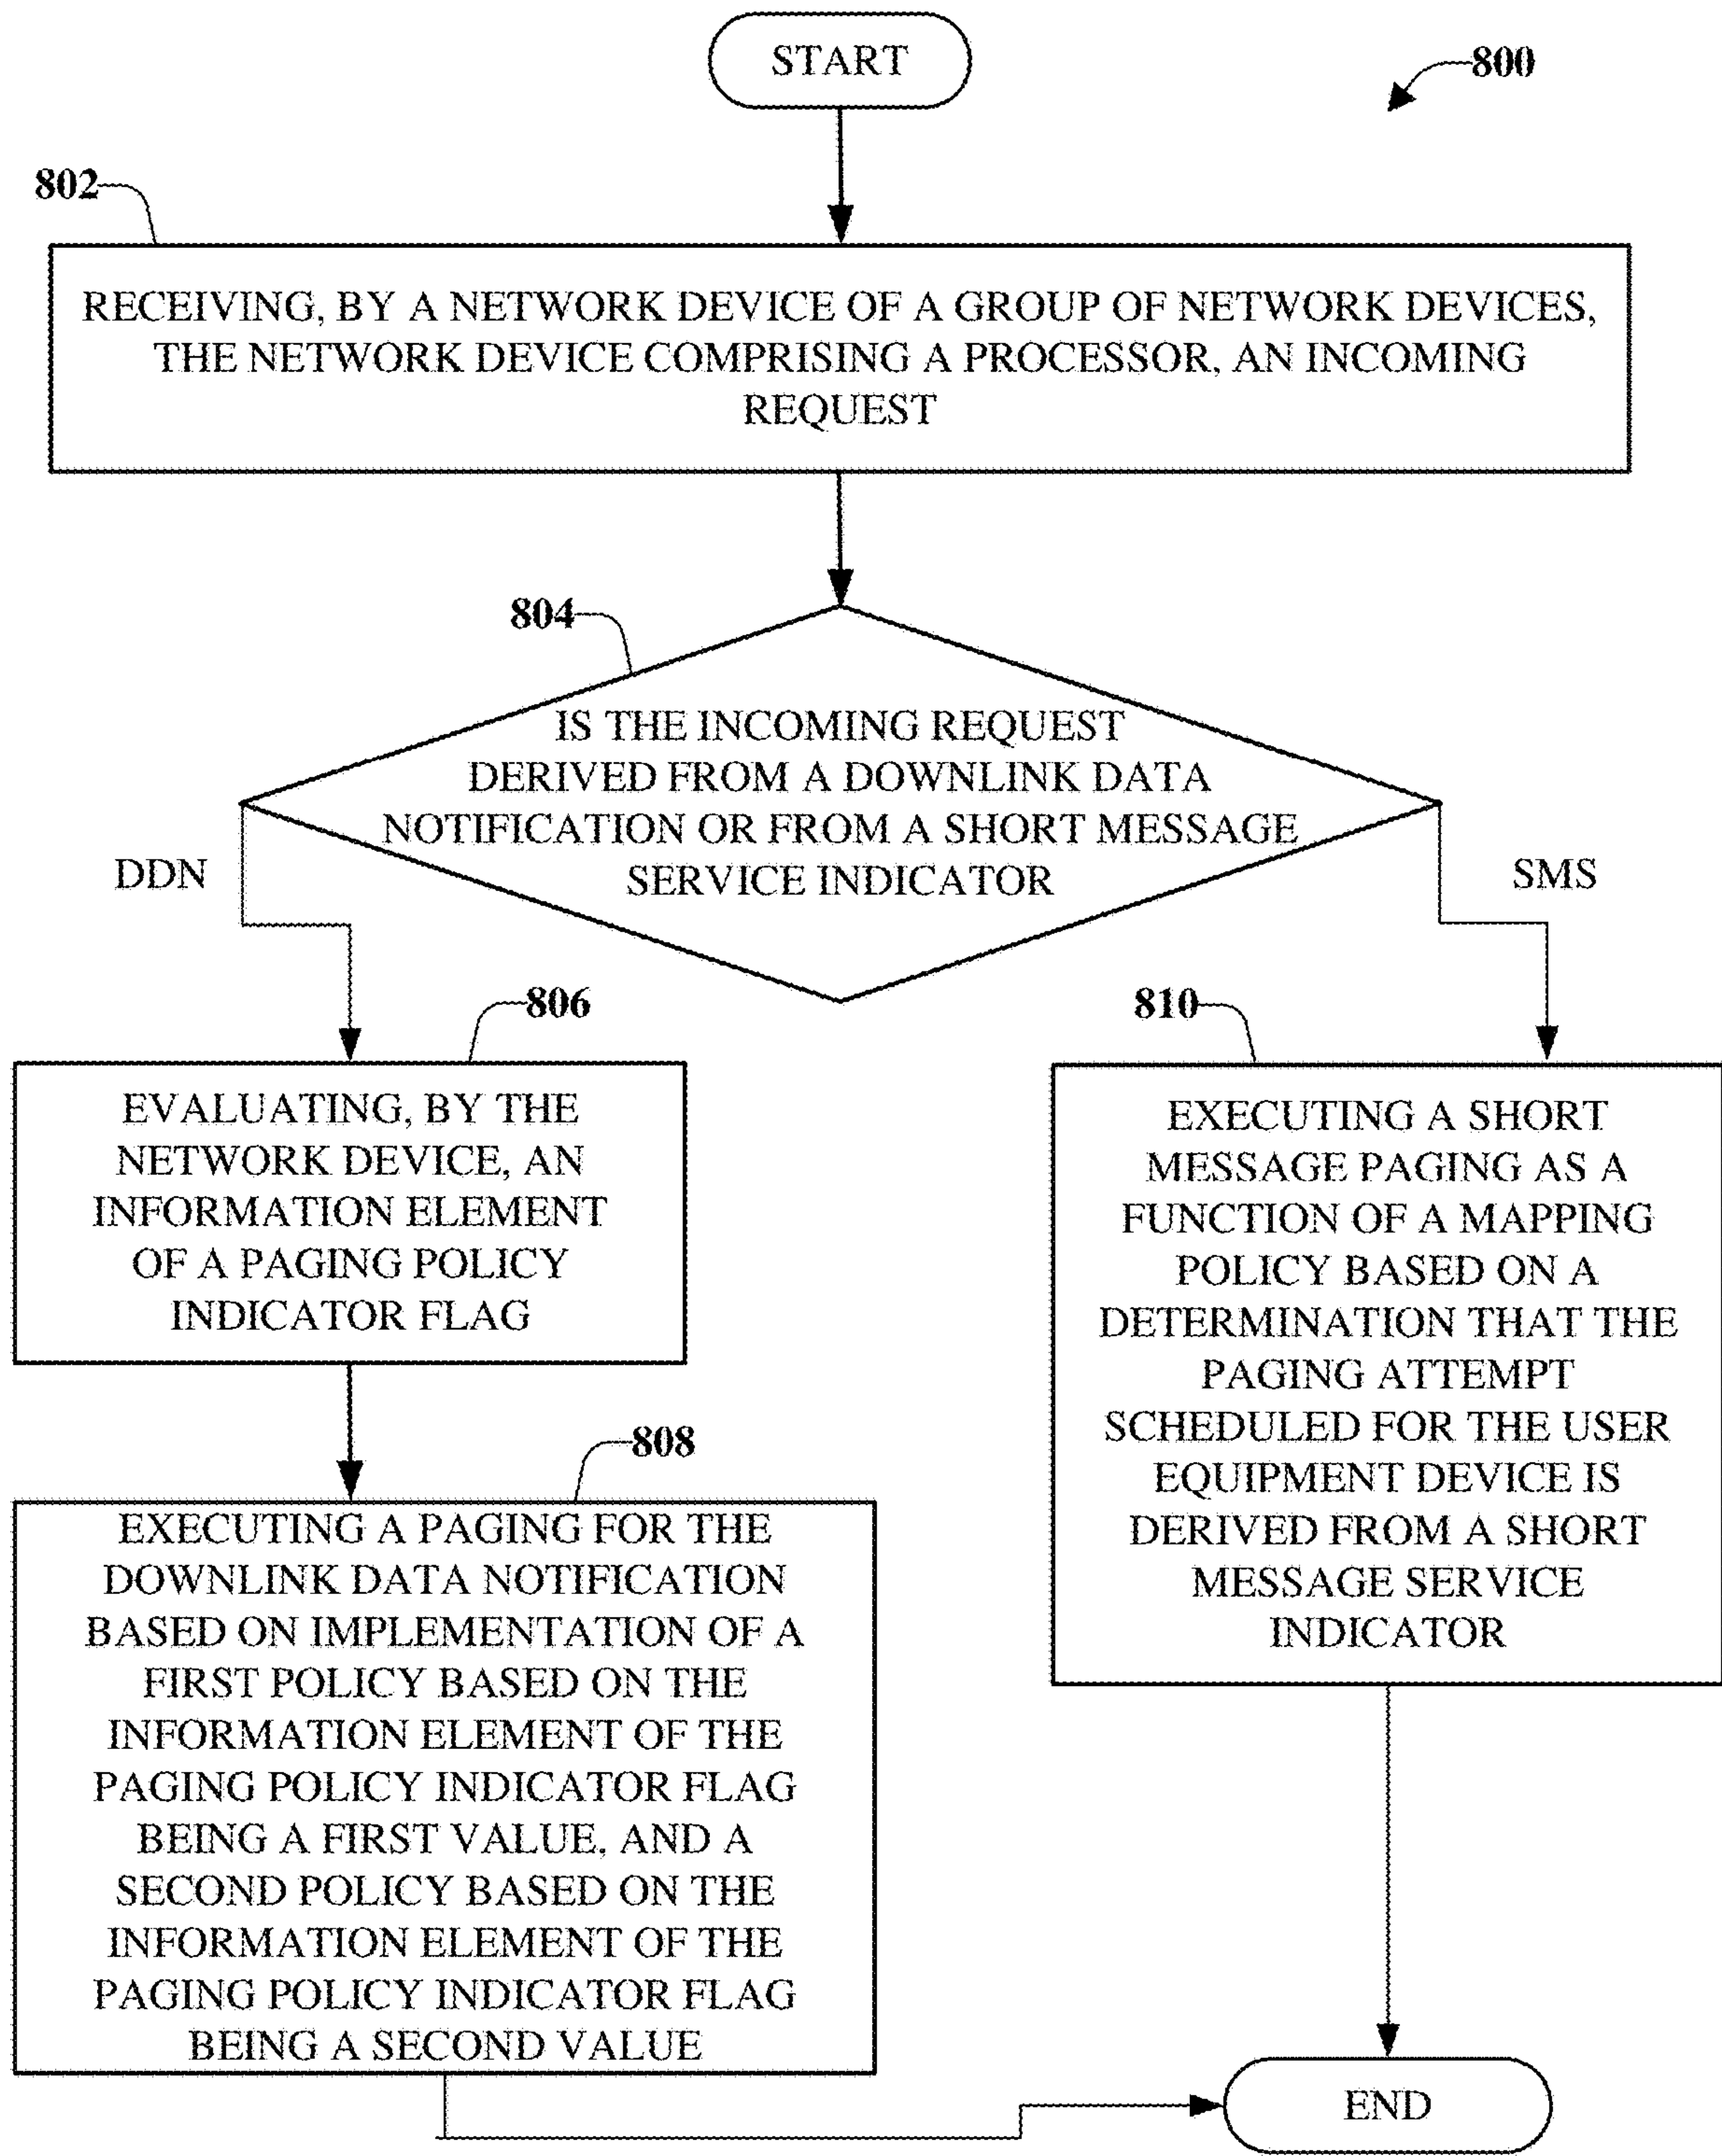 START
800
802
RECEIVING, BY A NETWORK DEVICE OF A GROUP OF NETWORK DEVICES,
THE NETWORK DEVICE COMPRISING A PROCESSOR, AN INCOMING
REQUEST
804
IS THE INCOMING REQUEST
DERIVED FROM A DOWNLINK DATA
NOTIFICATION OR FROM A SHORT MESSAGE
SERVICE INDICATOR
DDN
SMS
806
EVALUATING, BY THE
NETWORK DEVICE, AN
INFORMATION ELEMENT
OF A PAGING POLICY
INDICATOR FLAG
808
EXECUTING A PAGING FOR THE
DOWNLINK DATA NOTIFICATION
BASED ON IMPLEMENTATION OF A
FIRST POLICY BASED ON THE
INFORMATION ELEMENT OF THE
PAGING POLICY INDICATOR FLAG
BEING A FIRST VALUE, AND A
SECOND POLICY BASED ON THE
INFORMATION ELEMENT OF THE
PAGING POLICY INDICATOR FLAG
BEING A SECOND VALUE
810
EXECUTING A SHORT
MESSAGE PAGING AS A
FUNCTION OF A MAPPING
POLICY BASED ON A
DETERMINATION THAT THE
PAGING ATTEMPT
SCHEDULED FOR THE USER
EQUIPMENT DEVICE IS
DERIVED FROM A SHORT
MESSAGE SERVICE
INDICATOR
END